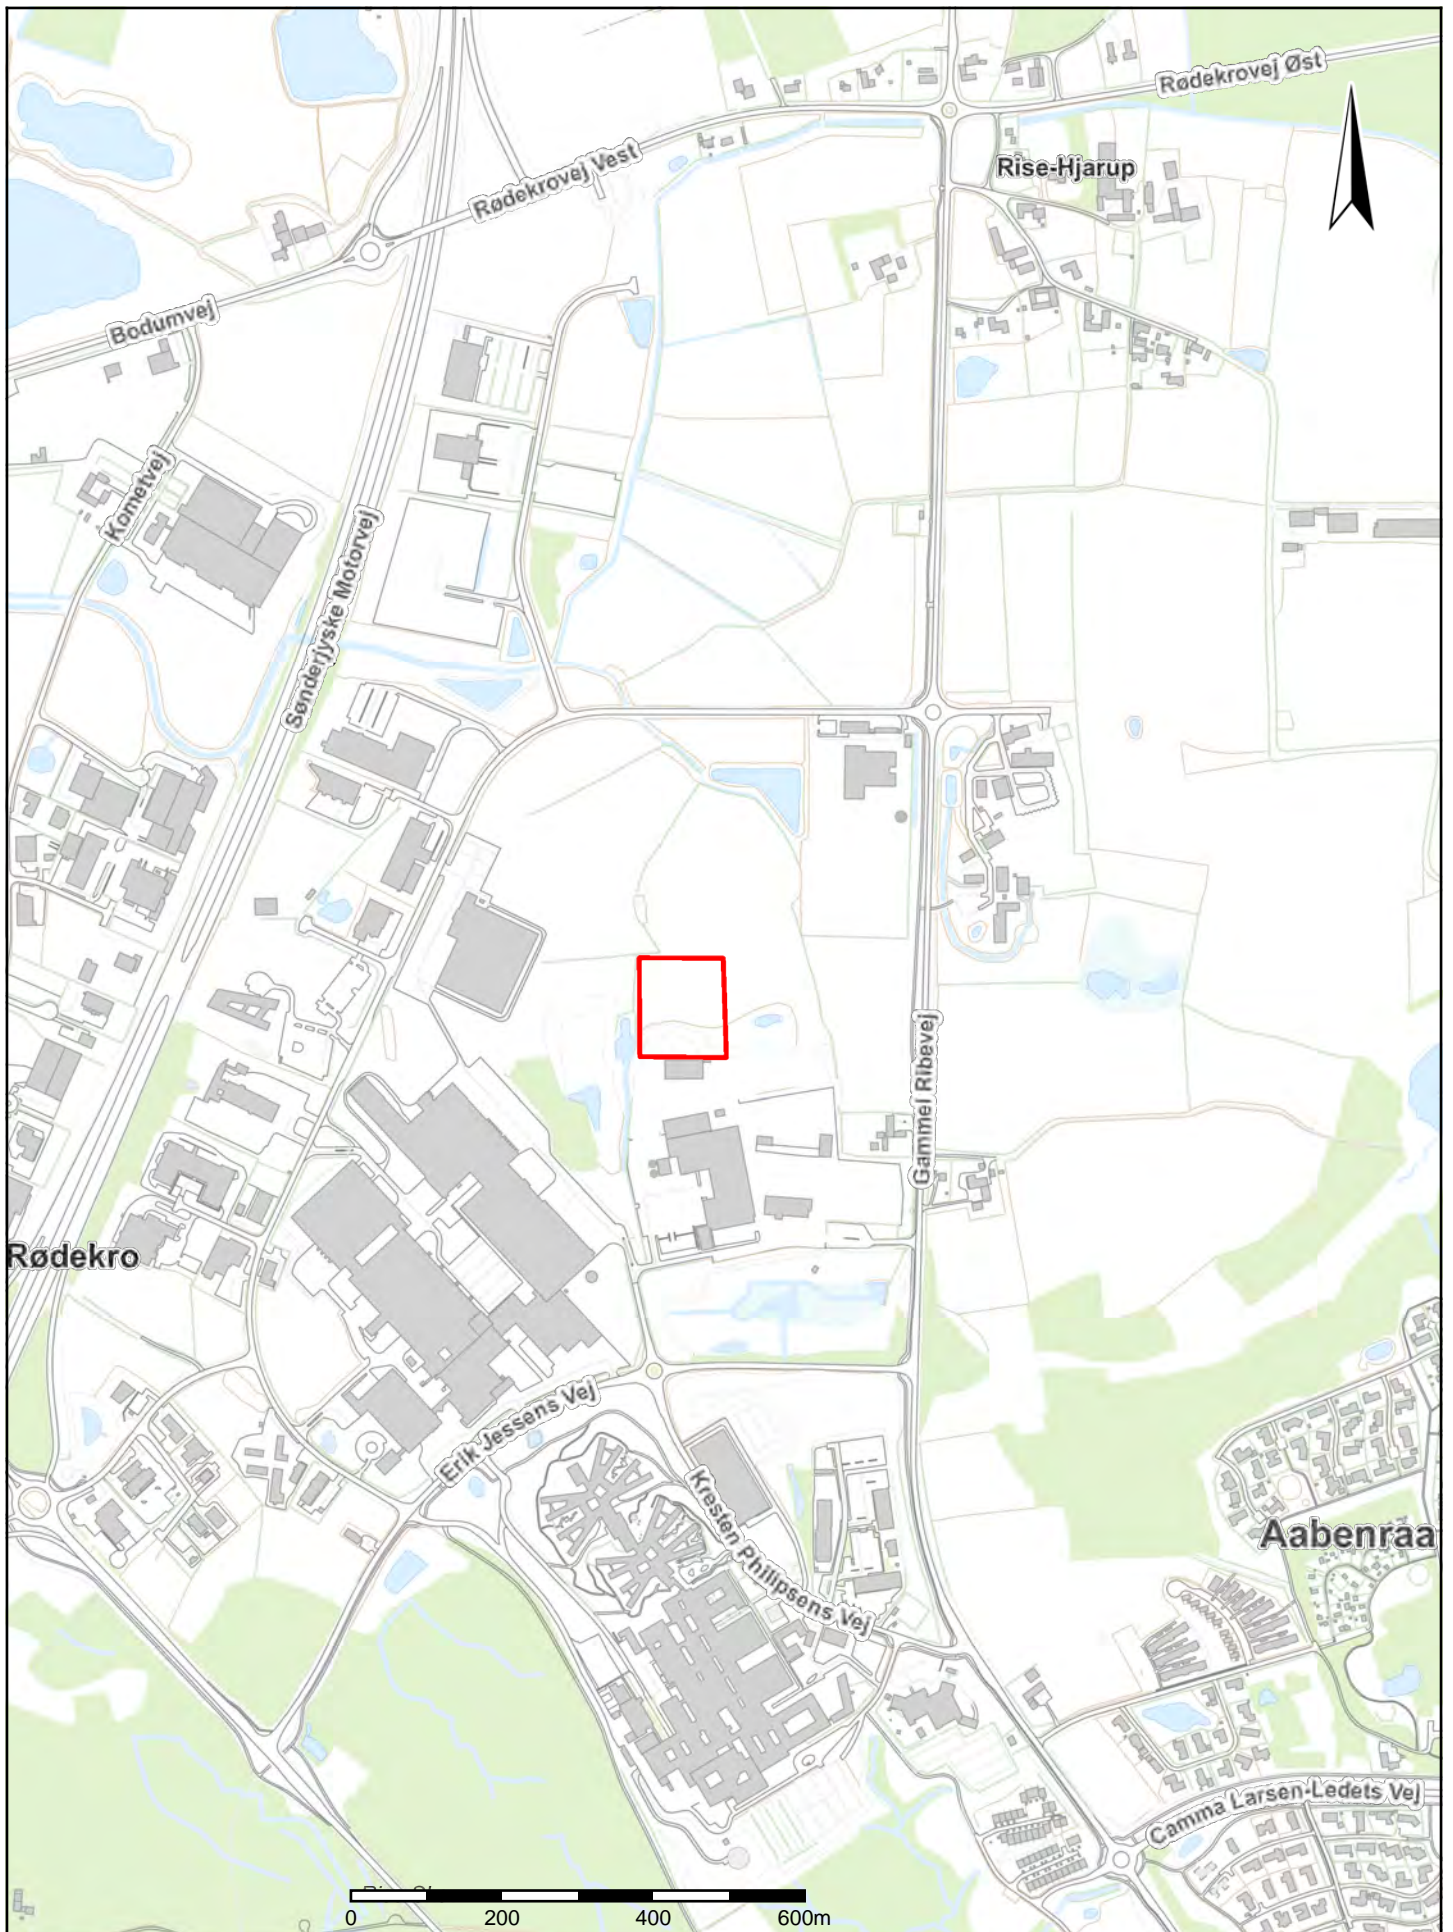 Rødekrovej Øst
Rødekrovej Vest
Rise-Hjarup
Bodumvej
Kometvej
Sønderjyske Motorvej
Gammel Ribevej
Rødekro
Erik Jessens Vej
Kresten Philipsens Vej
Aabenraa
Camma Larsen-Ledets Vej
0 200 400 600m